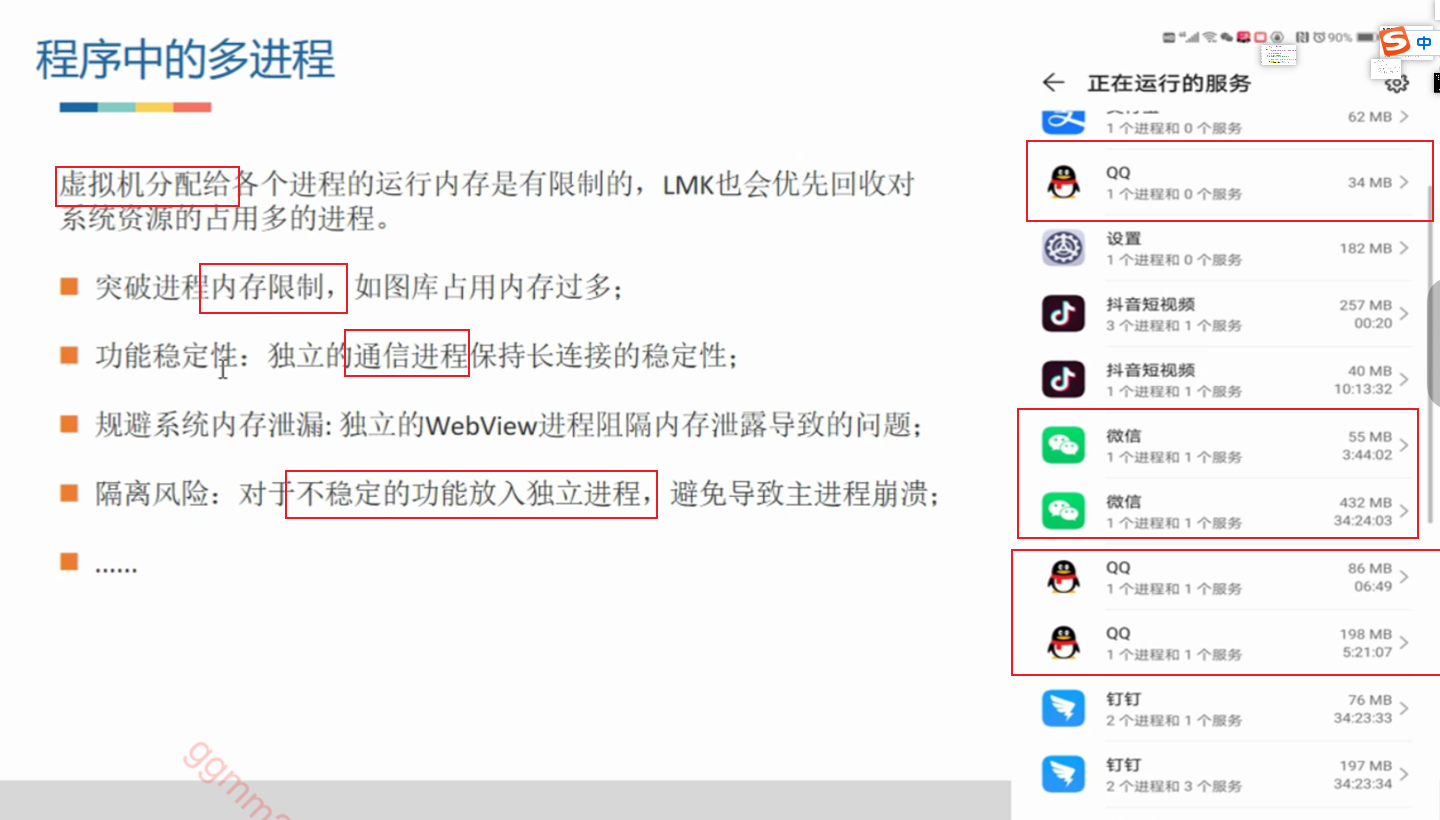 程序中的多进程
虚拟机分配给各个进程的运行内存是有限制的，LMK也会优先回收对
系统资源的占用多的进程。
突破进程内存限制，如图库占用内存过多；
功能稳定性：独立的通信进程保持长连接的稳定性；
规避系统内存泄漏: 独立的WebView进程阻隔内存泄露导致的问题；
隔离风险：对于不稳定的功能放入独立进程，避免导致主进程崩溃；
......
90%
中
正在运行的服务
62 MB
1 个进程和 0 个服务
QQ
34 MB
1 个进程和 0 个服务
设置
182 MB
1 个进程和 0 个服务
抖音短视频
257 MB
3 个进程和 1 个服务
00:20
抖音短视频
40 MB
1 个进程和 1 个服务
10:13:32
微信
55 MB
1 个进程和 1 个服务
3:44:02
微信
432 MB
1 个进程和 1 个服务
34:24:03
QQ
86 MB
1 个进程和 1 个服务
06:49
QQ
198 MB
1 个进程和 1 个服务
5:21:07
钉钉
76 MB
2 个进程和 1 个服务
34:23:33
钉钉
197 MB
2 个进程和 3 个服务
34:23:34